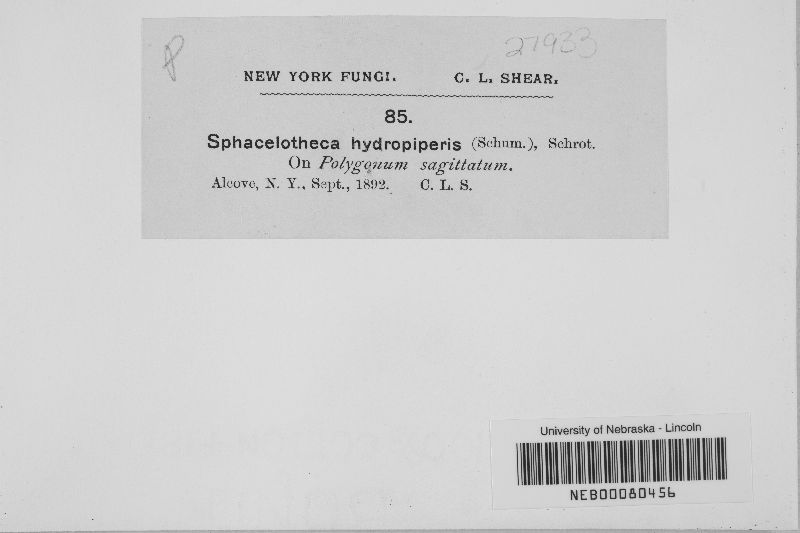 P 27933
NEW YORK FUNGI. C. L. SHEAR.
85.
Sphacelotheca hydropiperis (Schum.), Schrot.
On Polygonum sagittatum.
Alcove, N. Y., Sept., 1892. C. L. S.
University of Nebraska - Lincoln
NEB00080456